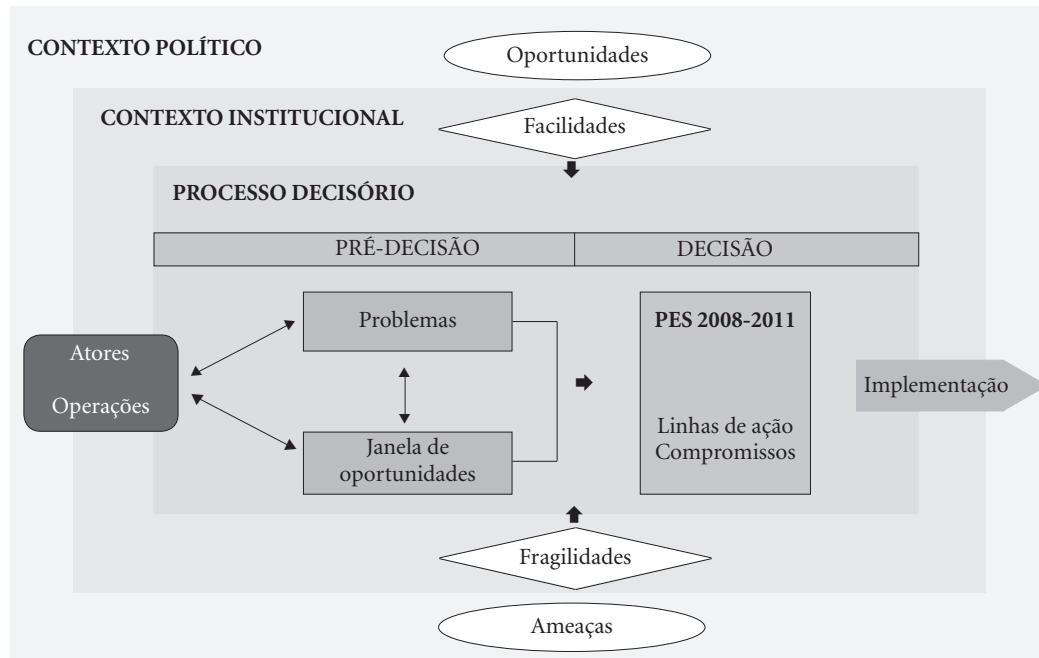 CONTEXTO POLÍTICO
Oportunidades
CONTEXTO INSTITUCIONAL
Facilidades
PROCESSO DECISÓRIO
PRÉ-DECISÃO
DECISÃO
Atores
Operações
Problemas
Janela de
oportunidades
PES 2008-2011
Linhas de ação
Compromissos
Implementação
Fragilidades
Ameaças